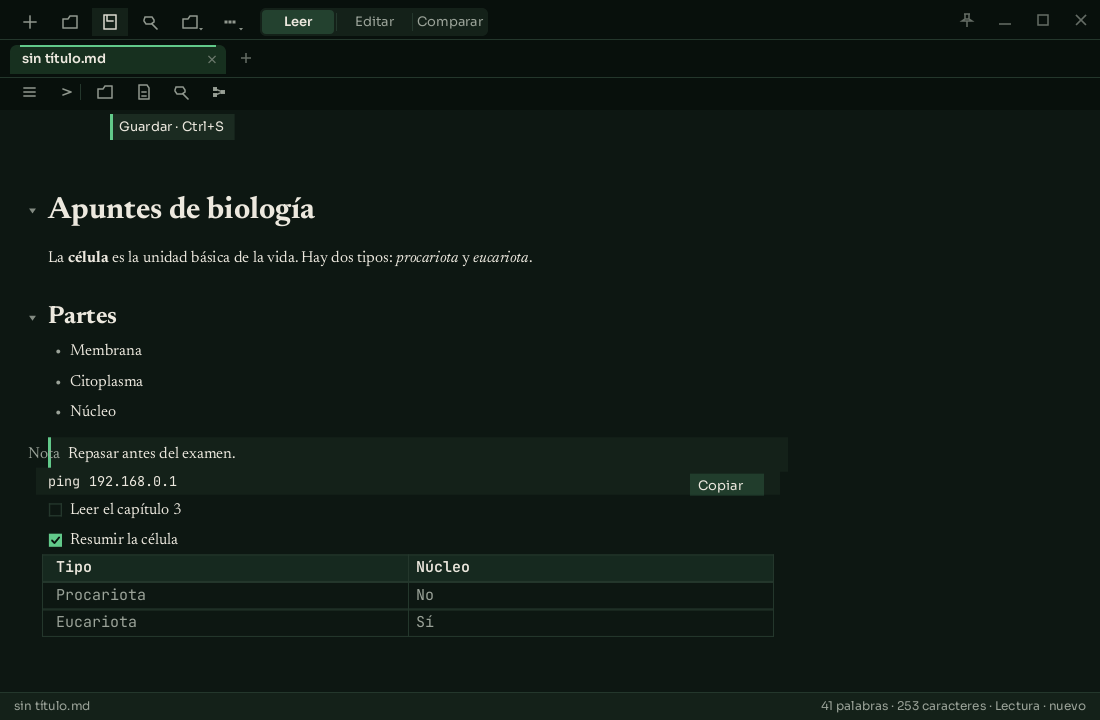 Leer Editar Comparar
sin título.md
Guardar · Ctrl+S
Apuntes de biología
La célula es la unidad básica de la vida. Hay dos tipos: procariota y eucariota.
Partes
• Membrana
• Citoplasma
• Núcleo
Nota Repasar antes del examen.
ping 192.168.0.1 Copiar
Leer el capítulo 3
Resumir la célula
Tipo Núcleo
Procariota No
Eucariota Sí
sin título.md 41 palabras · 253 caracteres · Lectura · nuevo